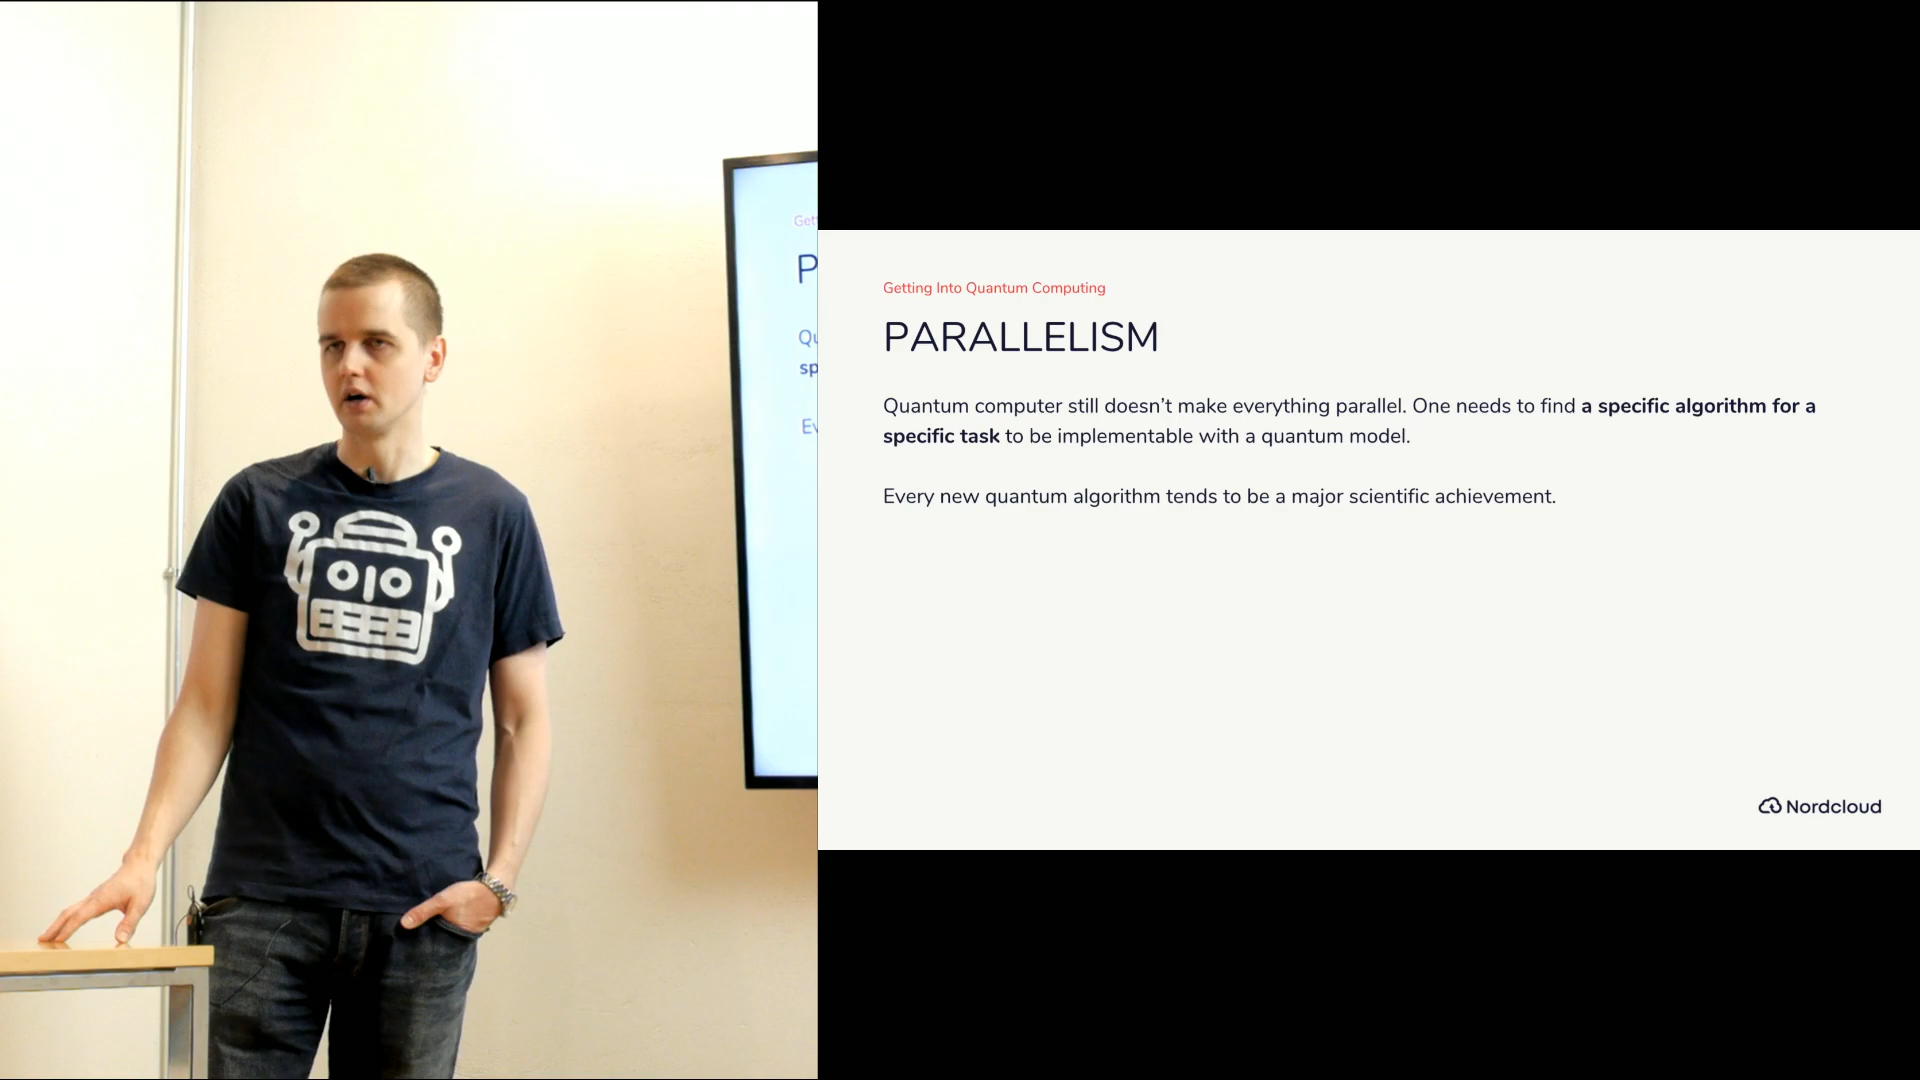 Getting Into Quantum Computing
PARALLELISM
Quantum computer still doesn’t make everything parallel. One needs to find a specific algorithm for a
specific task to be implementable with a quantum model.
Every new quantum algorithm tends to be a major scientific achievement.
Nordcloud